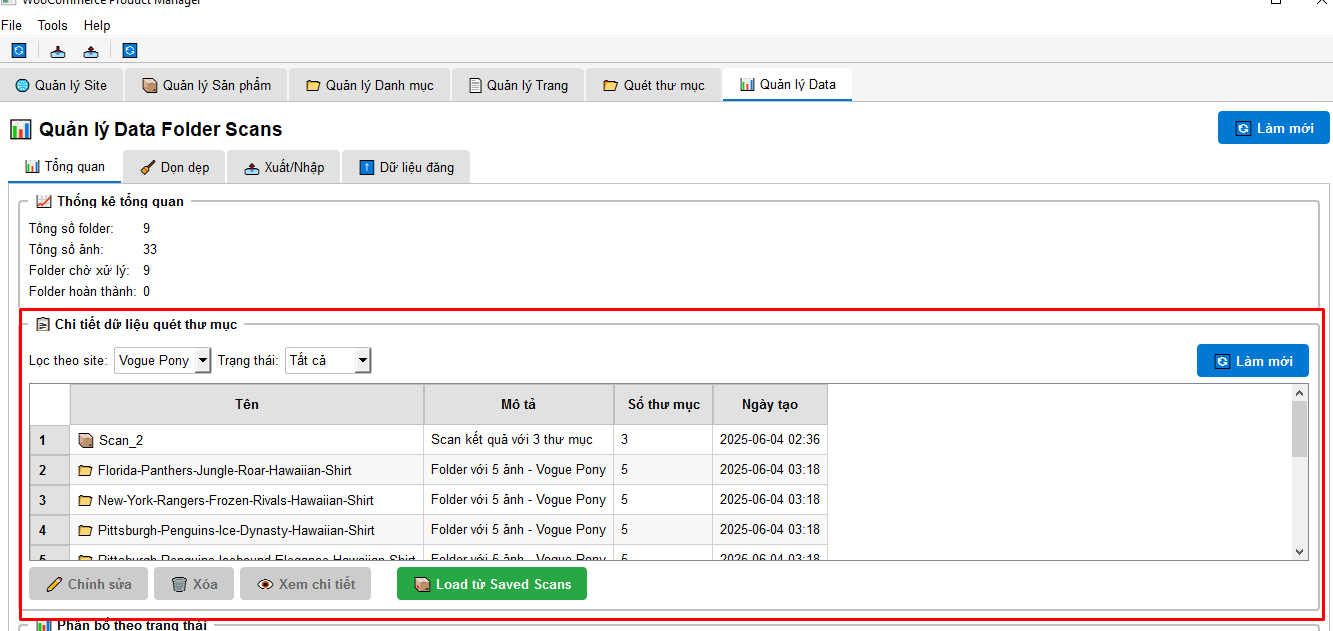 WooCommerce Product Manager
File Tools Help
Quản lý Site Quản lý Sản phẩm Quản lý Danh mục Quản lý Trang Quét thư mục Quản lý Data
Quản lý Data Folder Scans Làm mới
Tổng quan Dọn dẹp Xuất/Nhập Dữ liệu đăng
Thống kê tổng quan
Tổng số folder: 9
Tổng số ảnh: 33
Folder chờ xử lý: 9
Folder hoàn thành: 0
Chi tiết dữ liệu quét thư mục
Lọc theo site: Vogue Pony Trạng thái: Tất cả Làm mới
Tên Mô tả Số thư mục Ngày tạo
1 Scan_2 Scan kết quả với 3 thư mục 3 2025-06-04 02:36
2 Florida-Panthers-Jungle-Roar-Hawaiian-Shirt Folder với 5 ảnh - Vogue Pony 5 2025-06-04 03:18
3 New-York-Rangers-Frozen-Rivals-Hawaiian-Shirt Folder với 5 ảnh - Vogue Pony 5 2025-06-04 03:18
4 Pittsburgh-Penguins-Ice-Dynasty-Hawaiian-Shirt Folder với 5 ảnh - Vogue Pony 5 2025-06-04 03:18
5 Pittsburgh-Penguins-Icebound-Elegance-Hawaiian-Shirt Folder với 5 ảnh - Vogue Pony 5 2025-06-04 03:18
Chỉnh sửa Xóa Xem chi tiết Load từ Saved Scans
Phân bố theo trạng thái